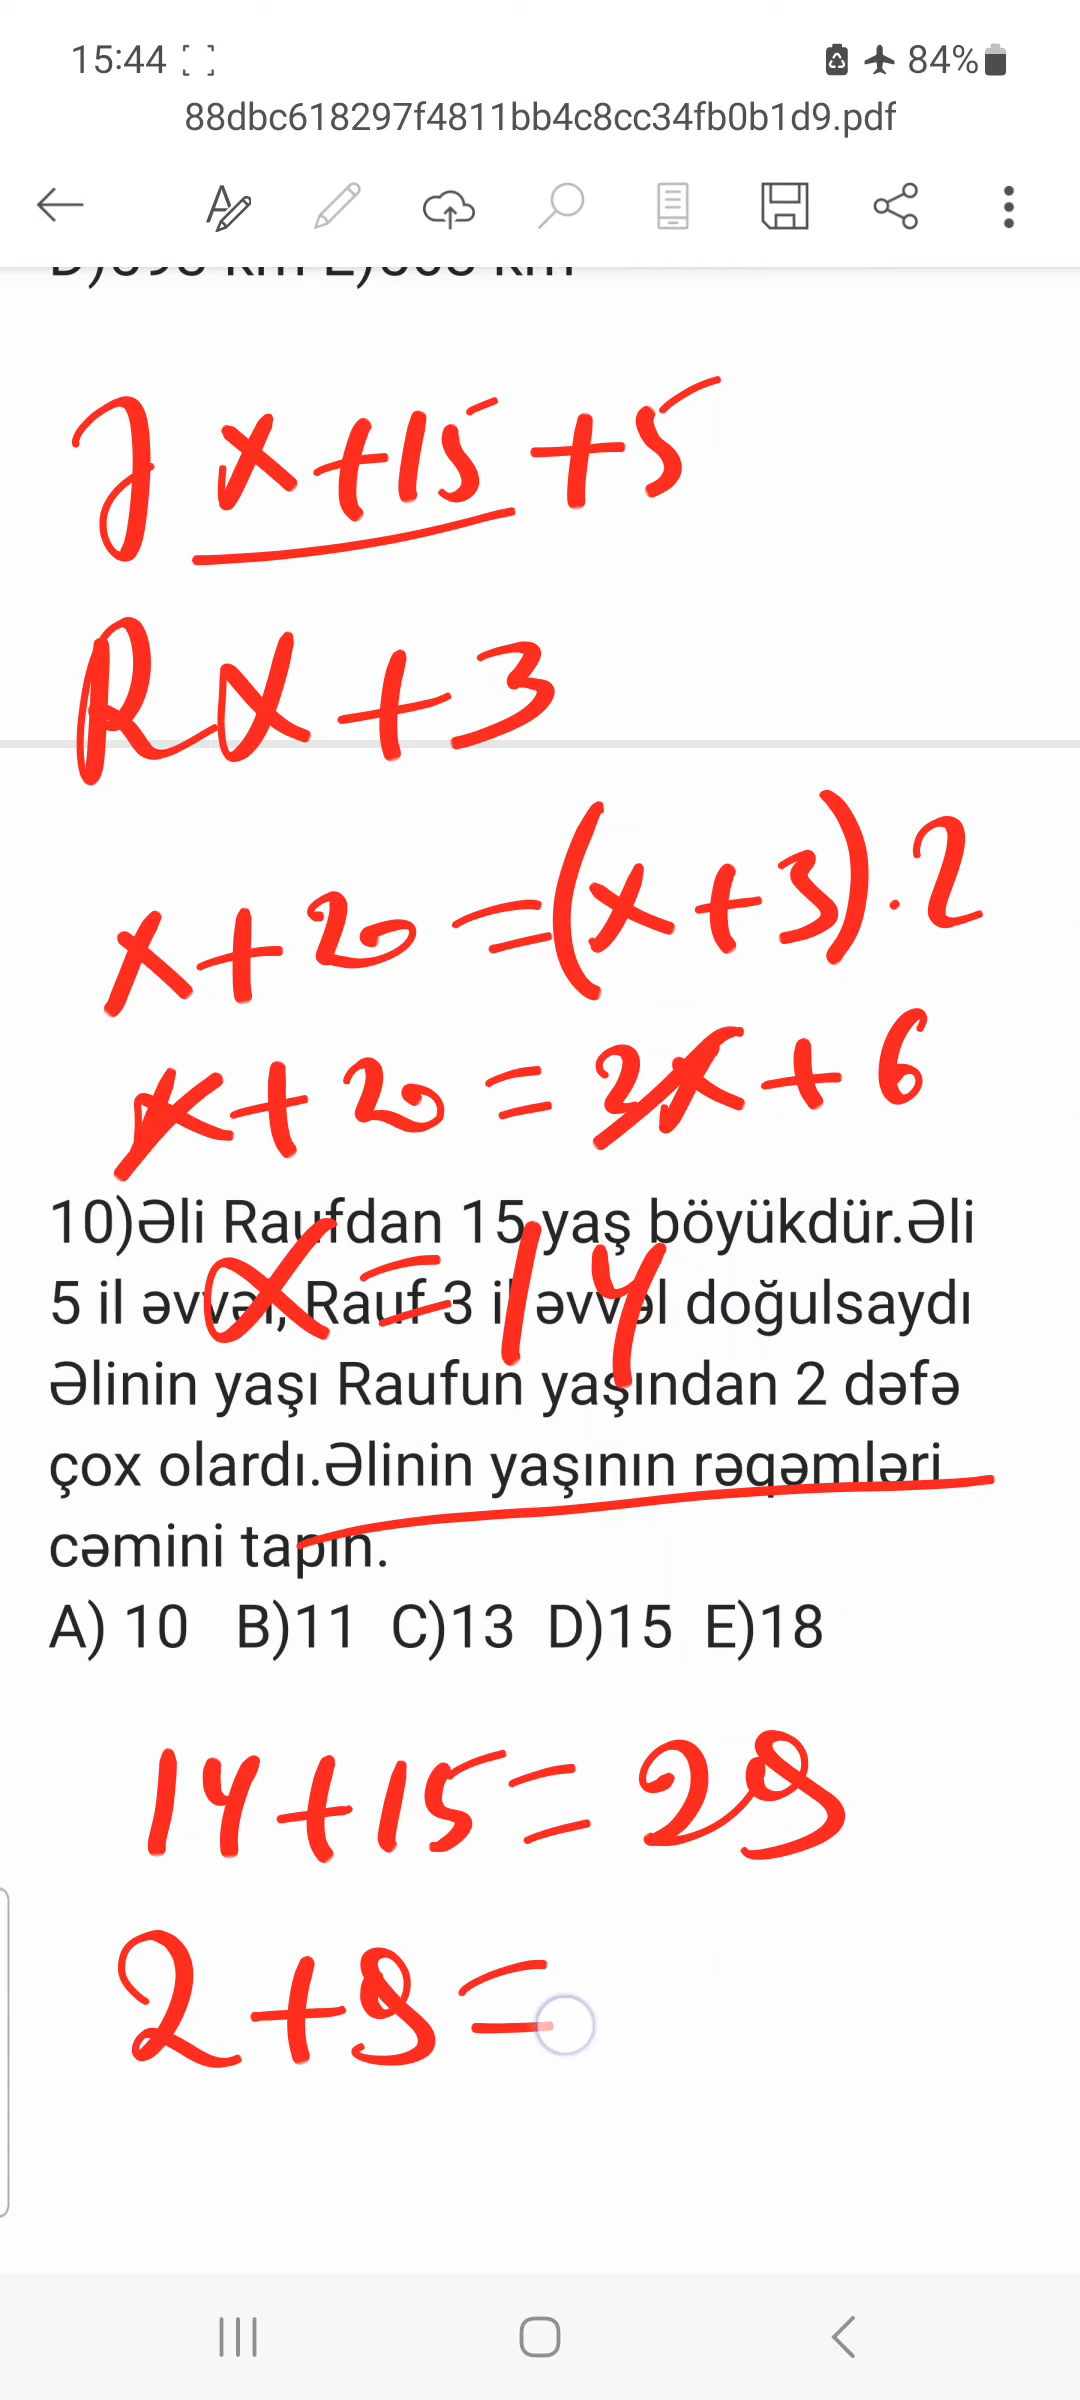 15:44 84%
88dbc618297f4811bb4c8cc34fb0b1d9.pdf
x+15+5
R x+3
x+20=(x+3).2
x+20=2x+6
10)Əli Raufdan 15 yaş böyükdür.Əli
5 il əvvəl, Rauf 3 il əvvəl doğulsaydı
Əlinin yaşı Raufun yaşından 2 dəfə
çox olardı.Əlinin yaşının rəqəmləri
cəmini tapın.
x=14
A) 10 B)11 C)13 D)15 E)18
14+15=29
2+9=